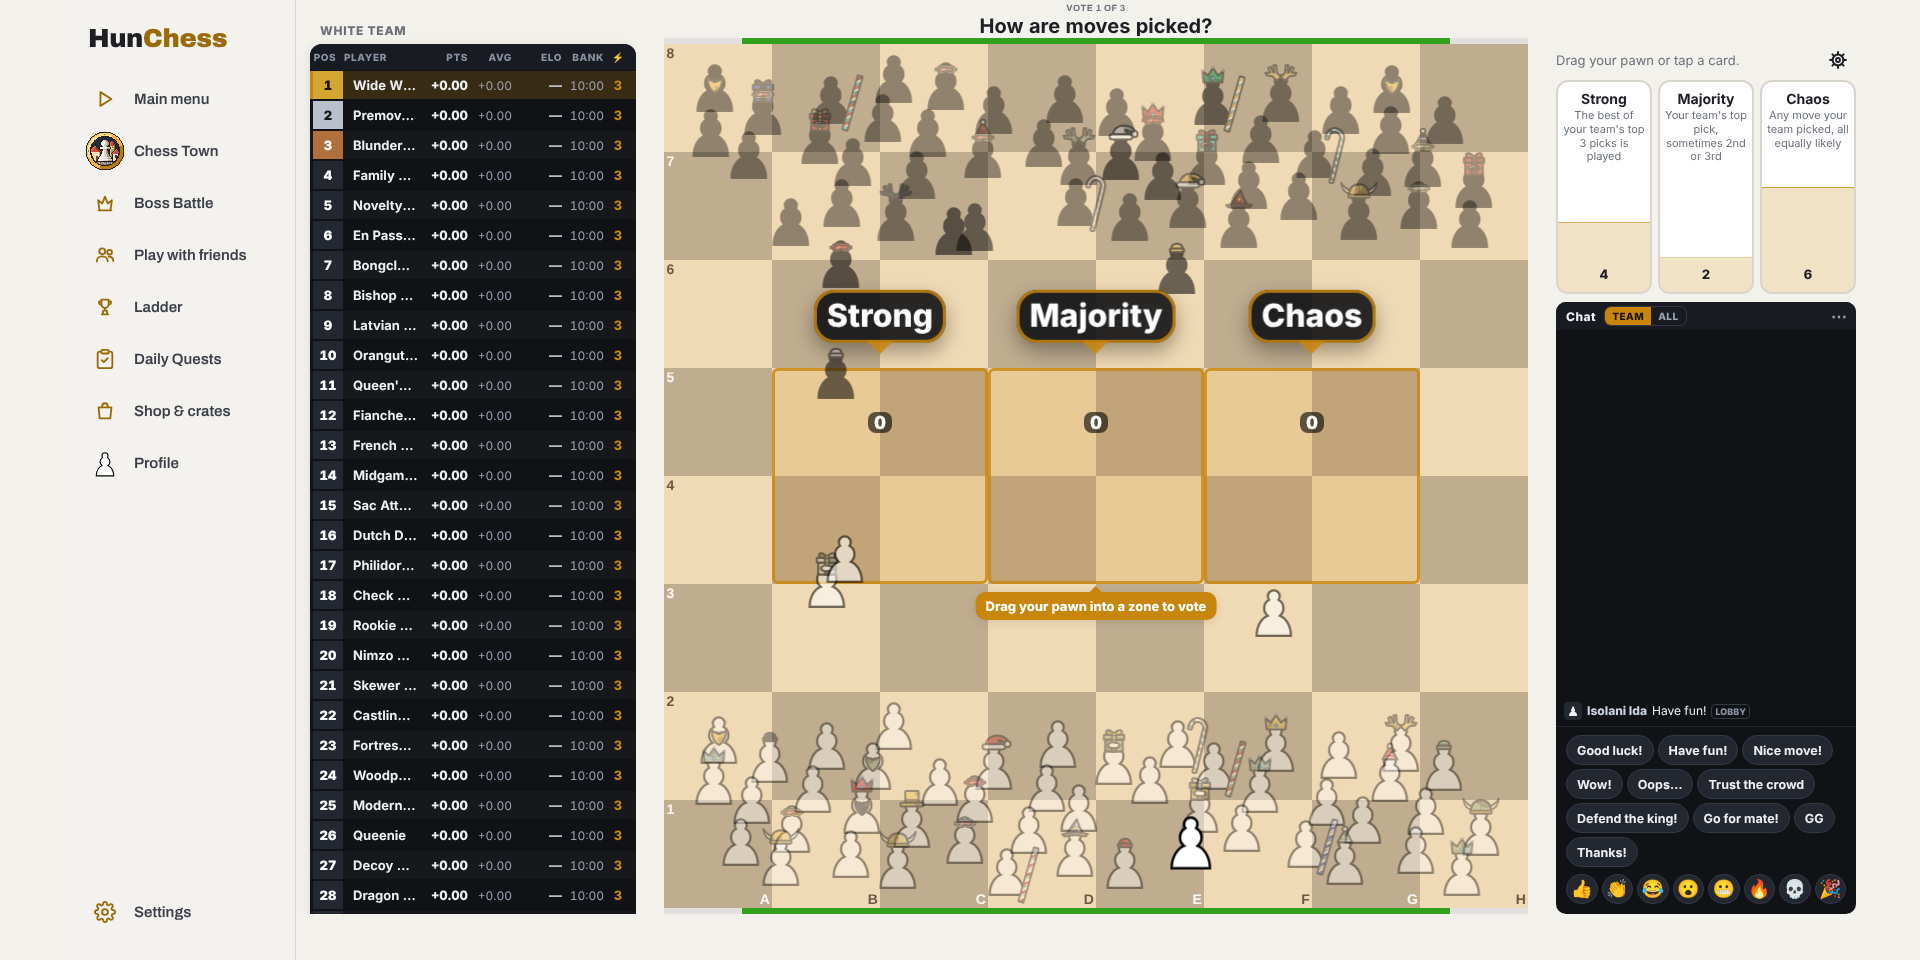 HunChess
Main menu
Chess Town
Boss Battle
Play with friends
Ladder
Daily Quests
Shop & crates
Profile
Settings
WHITE TEAM
POS PLAYER PTS AVG ELO BANK ⚡
1 Wide W... +0.00 +0.00 — 10:00 3
2 Premov... +0.00 +0.00 — 10:00 3
3 Blunder... +0.00 +0.00 — 10:00 3
4 Family ... +0.00 +0.00 — 10:00 3
5 Novelty... +0.00 +0.00 — 10:00 3
6 En Pass... +0.00 +0.00 — 10:00 3
7 Bongcl... +0.00 +0.00 — 10:00 3
8 Bishop ... +0.00 +0.00 — 10:00 3
9 Latvian ... +0.00 +0.00 — 10:00 3
10 Orangut... +0.00 +0.00 — 10:00 3
11 Queen'... +0.00 +0.00 — 10:00 3
12 Fianche... +0.00 +0.00 — 10:00 3
13 French ... +0.00 +0.00 — 10:00 3
14 Midgam... +0.00 +0.00 — 10:00 3
15 Sac Att... +0.00 +0.00 — 10:00 3
16 Dutch D... +0.00 +0.00 — 10:00 3
17 Philidor... +0.00 +0.00 — 10:00 3
18 Check ... +0.00 +0.00 — 10:00 3
19 Rookie ... +0.00 +0.00 — 10:00 3
20 Nimzo ... +0.00 +0.00 — 10:00 3
21 Skewer ... +0.00 +0.00 — 10:00 3
22 Castlin... +0.00 +0.00 — 10:00 3
23 Fortres... +0.00 +0.00 — 10:00 3
24 Woodp... +0.00 +0.00 — 10:00 3
25 Modern... +0.00 +0.00 — 10:00 3
26 Queenie +0.00 +0.00 — 10:00 3
27 Decoy ... +0.00 +0.00 — 10:00 3
28 Dragon ... +0.00 +0.00 — 10:00 3
VOTE 1 OF 3
How are moves picked?
8
7
6
Strong Majority Chaos
5
0 0 0
4
3
Drag your pawn into a zone to vote
2
1
A B C D E F G H
Drag your pawn or tap a card.
Strong
The best of
your team's top
3 picks is
played
4
Majority
Your team's top
pick,
sometimes 2nd
or 3rd
2
Chaos
Any move your
team picked, all
equally likely
6
Chat TEAM ALL
Isolani Ida Have fun! LOBBY
Good luck! Have fun! Nice move!
Wow! Oops... Trust the crowd
Defend the king! Go for mate! GG
Thanks!